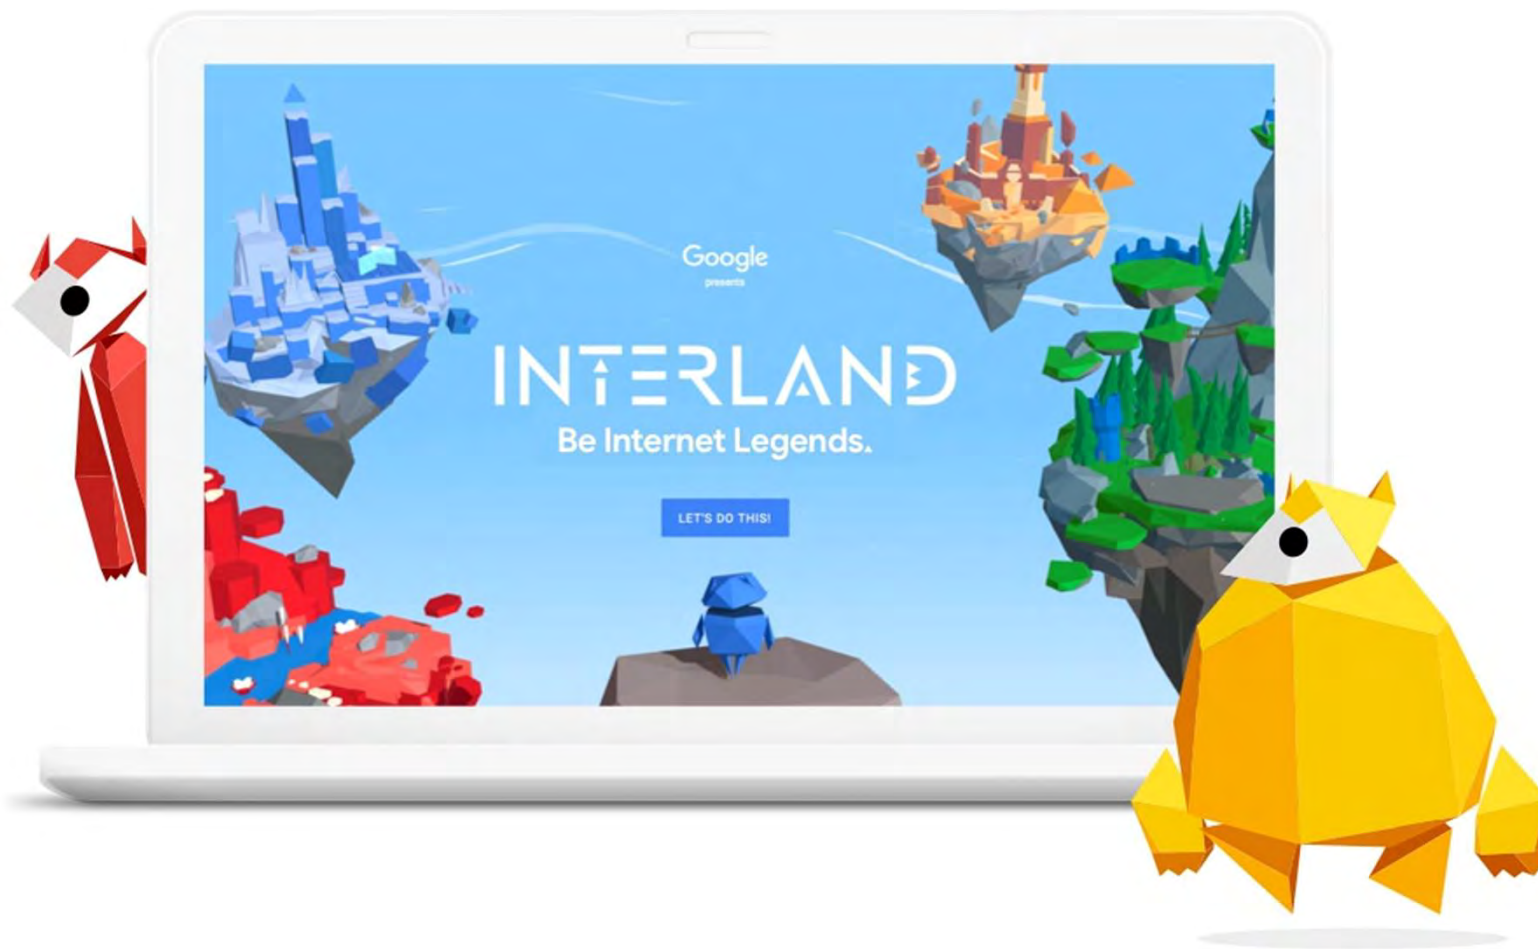 Google
presents
INTERLAND
Be Internet Legends.
LET'S DO THIS!